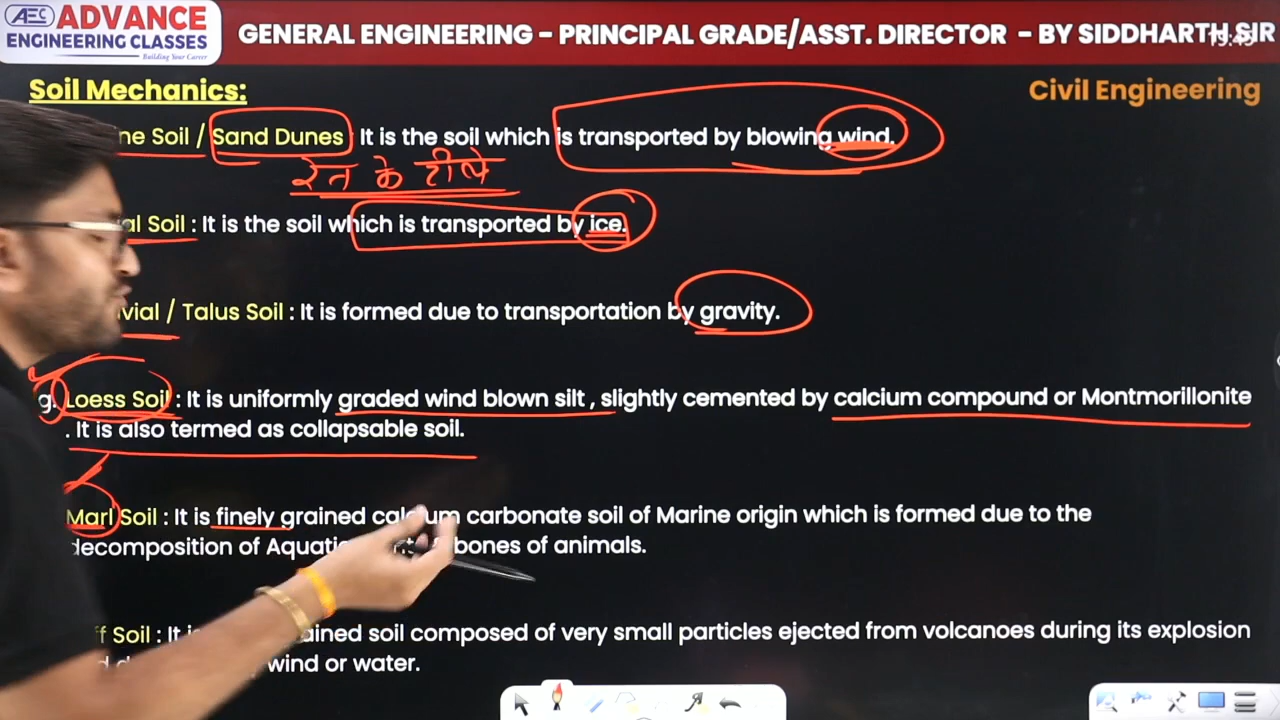 AEC ADVANCE
ENGINEERING CLASSES
Building Your Career
GENERAL ENGINEERING - PRINCIPAL GRADE/ASST. DIRECTOR - BY SIDDHARTH SIR
Soil Mechanics:
Civil Engineering
ne Soil / Sand Dunes It is the soil which is transported by blowing wind.
रेत के टीले
al Soil : It is the soil which is transported by ice.
vial / Talus Soil : It is formed due to transportation by gravity.
g. Loess Soil : It is uniformly graded wind blown silt , slightly cemented by calcium compound or Montmorillonite
. It is also termed as collapsable soil.
Marl Soil : It is finely grained calcium carbonate soil of Marine origin which is formed due to the
decomposition of Aquatic bones of animals.
ff Soil : It ained soil composed of very small particles ejected from volcanoes during its explosion
wind or water.